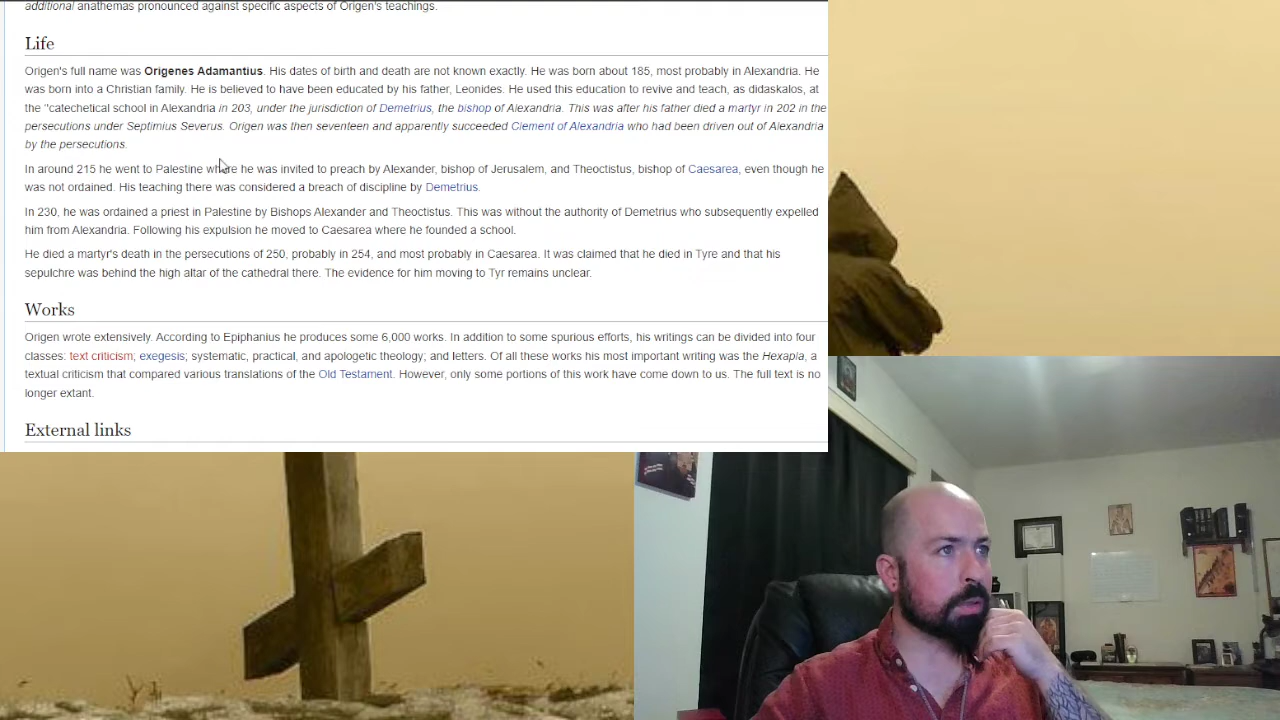 additional anathemas pronounced against specific aspects of Origen's teachings.
Life
Origen's full name was Origenes Adamantius. His dates of birth and death are not known exactly. He was born about 185, most probably in Alexandria. He
was born into a Christian family. He is believed to have been educated by his father, Leonides. He used this education to revive and teach, as didaskalos, at
the "catechetical school in Alexandria in 203, under the jurisdiction of Demetrius, the bishop of Alexandria. This was after his father died a martyr in 202 in the
persecutions under Septimius Severus. Origen was then seventeen and apparently succeeded Clement of Alexandria who had been driven out of Alexandria
by the persecutions.
In around 215 he went to Palestine where he was invited to preach by Alexander, bishop of Jerusalem, and Theoctistus, bishop of Caesarea, even though he
was not ordained. His teaching there was considered a breach of discipline by Demetrius.
In 230, he was ordained a priest in Palestine by Bishops Alexander and Theoctistus. This was without the authority of Demetrius who subsequently expelled
him from Alexandria. Following his expulsion he moved to Caesarea where he founded a school.
He died a martyr's death in the persecutions of 250, probably in 254, and most probably in Caesarea. It was claimed that he died in Tyre and that his
sepulchre was behind the high altar of the cathedral there. The evidence for him moving to Tyr remains unclear.
Works
Origen wrote extensively. According to Epiphanius he produces some 6,000 works. In addition to some spurious efforts, his writings can be divided into four
classes: text criticism; exegesis; systematic, practical, and apologetic theology; and letters. Of all these works his most important writing was the Hexapla, a
textual criticism that compared various translations of the Old Testament. However, only some portions of this work have come down to us. The full text is no
longer extant.
External links